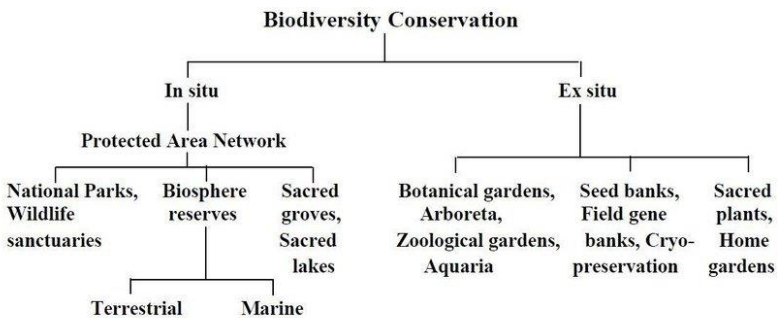 Biodiversity Conservation
In situ
Ex situ
Protected Area Network
National Parks,
Wildlife
sanctuaries
Biosphere
reserves
Sacred
groves,
Sacred
lakes
Botanical gardens,
Arboreta,
Zoological gardens,
Aquaria
Seed banks,
Field gene
banks, Cryo-
preservation
Sacred
plants,
Home
gardens
Terrestrial
Marine